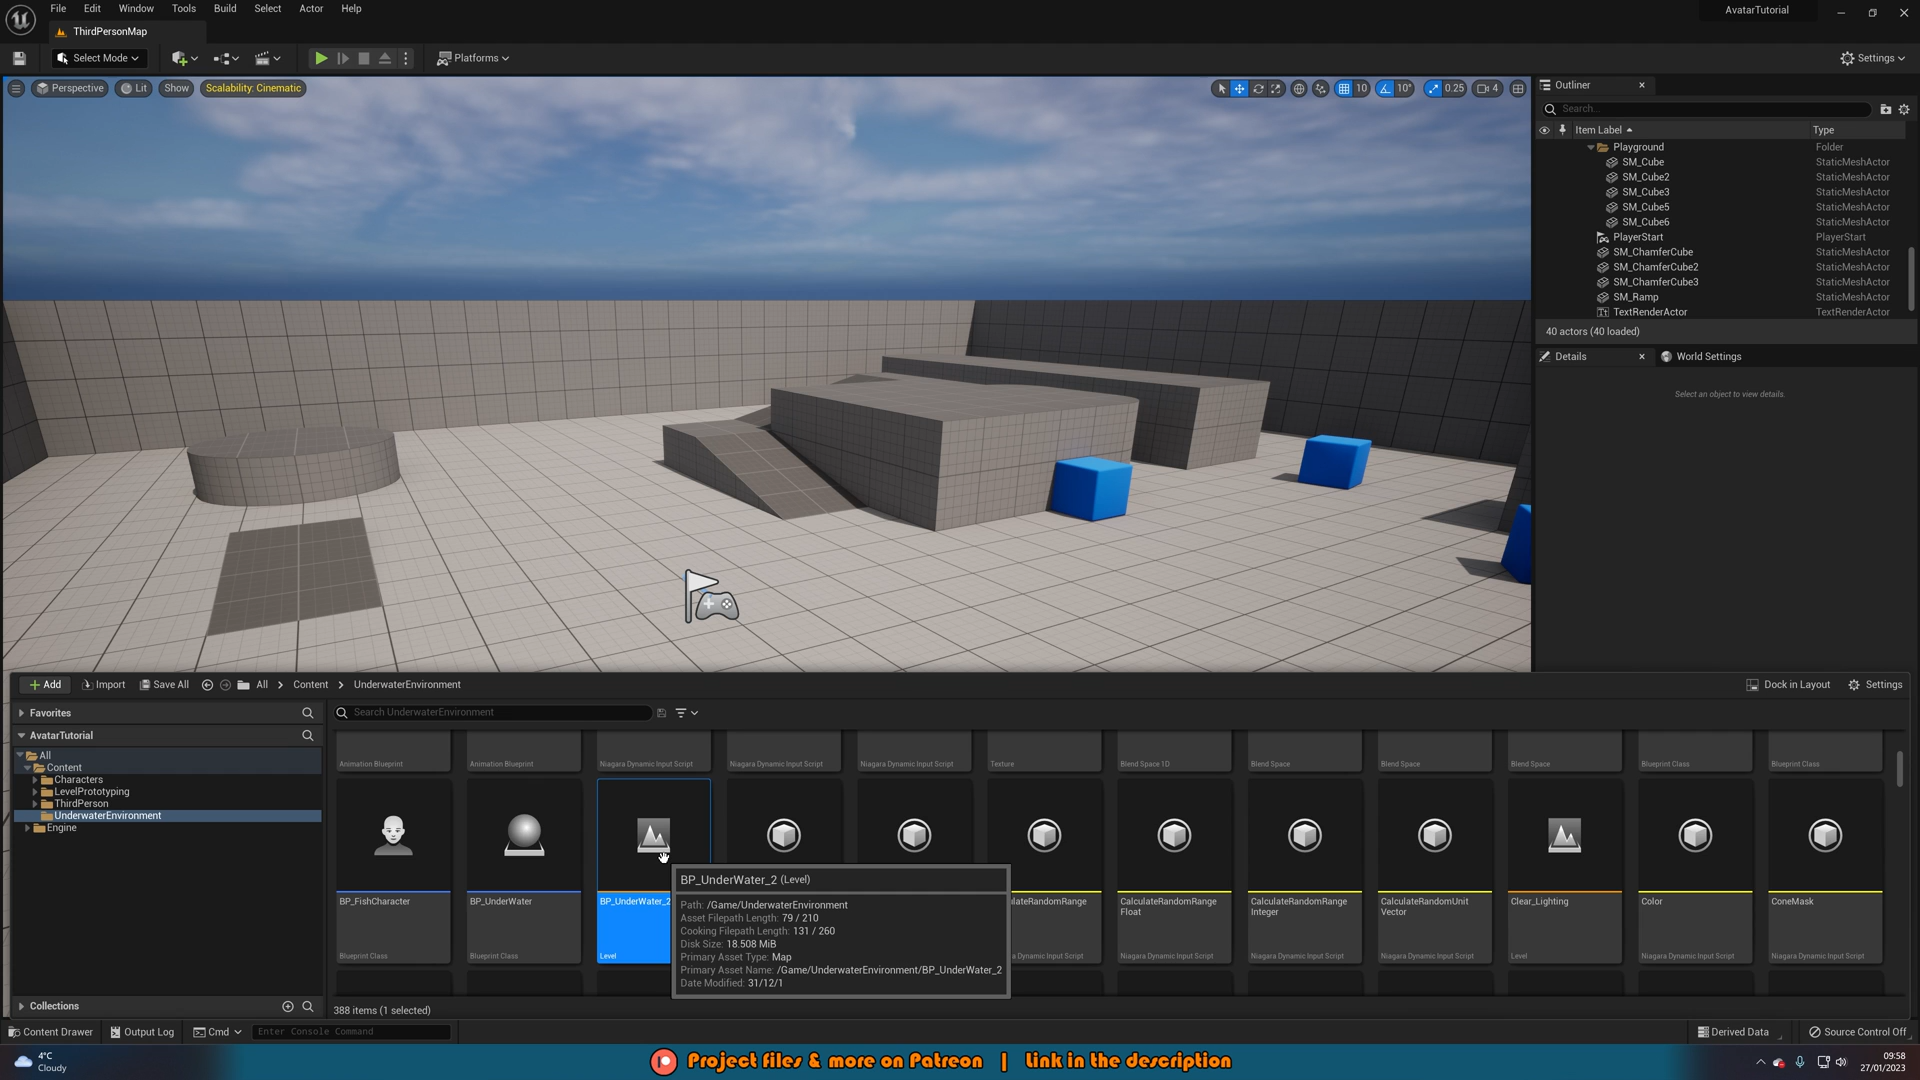 File Edit Window Tools Build Select Actor Help
AvatarTutorial
ThirdPersonMap
Select Mode
Platforms
Settings
Perspective Lit Show Scalability: Cinematic
10 10° 0.25 4
Outliner
Search...
Item Label Type
Playground Folder
SM_Cube StaticMeshActor
SM_Cube2 StaticMeshActor
SM_Cube3 StaticMeshActor
SM_Cube5 StaticMeshActor
SM_Cube6 StaticMeshActor
PlayerStart PlayerStart
SM_ChamferCube StaticMeshActor
SM_ChamferCube2 StaticMeshActor
SM_ChamferCube3 StaticMeshActor
SM_Ramp StaticMeshActor
TextRenderActor TextRenderActor
40 actors (40 loaded)
Details World Settings
Select an object to view details.
Add Import Save All All Content UnderwaterEnvironment
Dock in Layout Settings
Favorites
Search UnderwaterEnvironment
AvatarTutorial
All
Content
Characters
LevelPrototyping
ThirdPerson
UnderwaterEnvironment
Engine
Collections
Animation Blueprint Animation Blueprint Niagara Dynamic Input Script Niagara Dynamic Input Script Niagara Dynamic Input Script Texture Blend Space 1D Blend Space Blend Space Blend Space Blueprint Class Blueprint Class
BP_FishCharacter
Blueprint Class
BP_UnderWater
Blueprint Class
BP_UnderWater_2
Level
BP_UnderWater_2 (Level)
Path: /Game/UnderwaterEnvironment
Asset Filepath Length: 79 / 210
Cooking Filepath Length: 131 / 260
Disk Size: 18.508 MiB
Primary Asset Type: Map
Primary Asset Name: /Game/UnderwaterEnvironment/BP_UnderWater_2
Date Modified: 31/12/1
ulateRandomRange
a Dynamic Input Script
CalculateRandomRange
Float
Niagara Dynamic Input Script
CalculateRandomRange
Integer
Niagara Dynamic Input Script
CalculateRandomUnit
Vector
Niagara Dynamic Input Script
Clear_Lighting
Level
Color
Niagara Dynamic Input Script
ConeMask
Niagara Dynamic Input Script
388 items (1 selected)
Content Drawer Output Log Cmd Enter Console Command
Derived Data Source Control Off
4°C
Cloudy
Project files & more on Patreon | Link in the description
09:58
27/01/2023